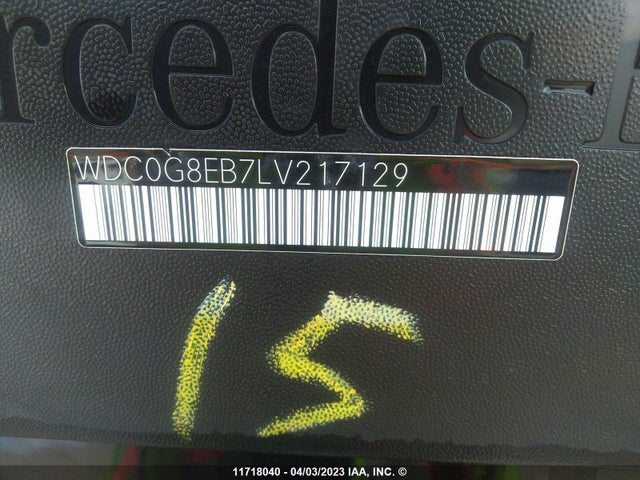 rcedes-B
WDC0G8EB7LV217129
15
11718040 - 04/03/2023 IAA, INC. ©